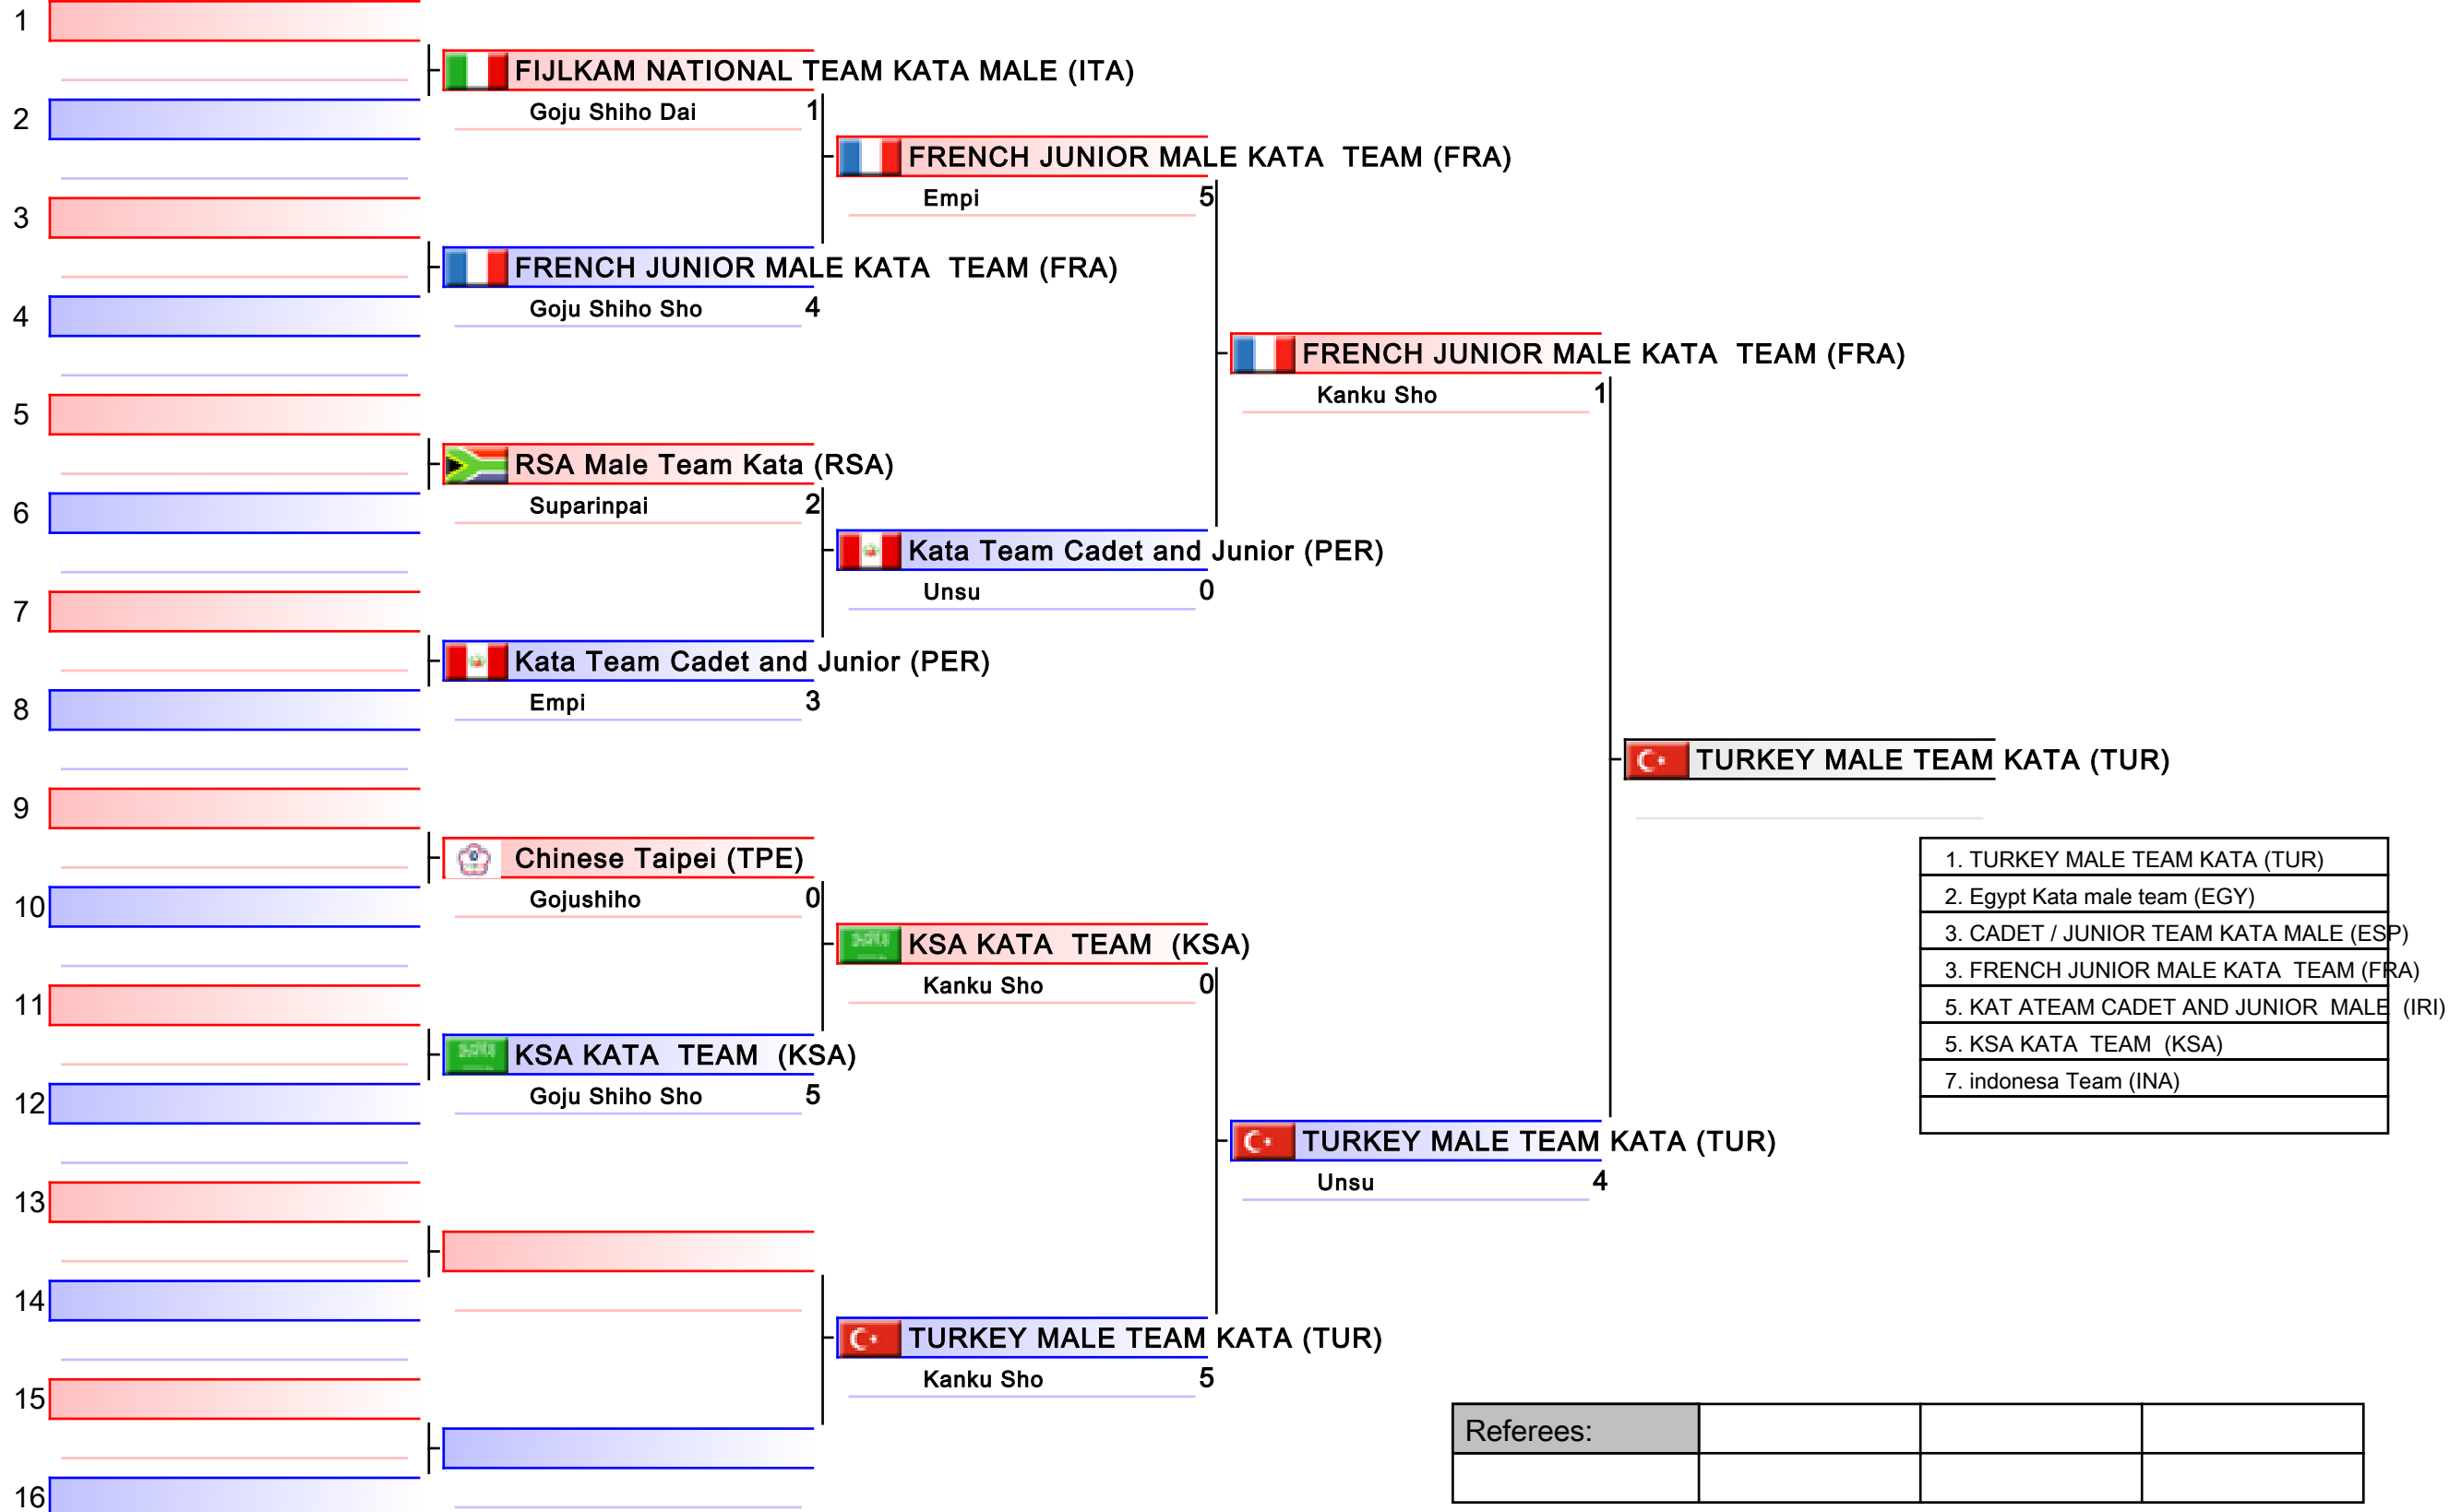 1
FIJLKAM NATIONAL TEAM KATA MALE (ITA)
Goju Shiho Dai 1
2
FRENCH JUNIOR MALE KATA  TEAM (FRA)
Empi 5
3
FRENCH JUNIOR MALE KATA  TEAM (FRA)
Goju Shiho Sho 4
4
FRENCH JUNIOR MALE KATA  TEAM (FRA)
Kanku Sho 1
5
RSA Male Team Kata (RSA)
Suparinpai 2
6
Kata Team Cadet and Junior (PER)
Unsu 0
7
Kata Team Cadet and Junior (PER)
Empi 3
8
TURKEY MALE TEAM KATA (TUR)
9
Chinese Taipei (TPE)
Gojushiho 0
10
KSA KATA  TEAM  (KSA)
Kanku Sho 0
11
KSA KATA  TEAM  (KSA)
Goju Shiho Sho 5
12
TURKEY MALE TEAM KATA (TUR)
Unsu 4
13
14
TURKEY MALE TEAM KATA (TUR)
Kanku Sho 5
15
16
1. TURKEY MALE TEAM KATA (TUR)
2. Egypt Kata male team (EGY)
3. CADET / JUNIOR TEAM KATA MALE (ESP)
3. FRENCH JUNIOR MALE KATA  TEAM (FRA)
5. KAT ATEAM CADET AND JUNIOR  MALE  (IRI)
5. KSA KATA  TEAM  (KSA)
7. indonesa Team (INA)
Referees: